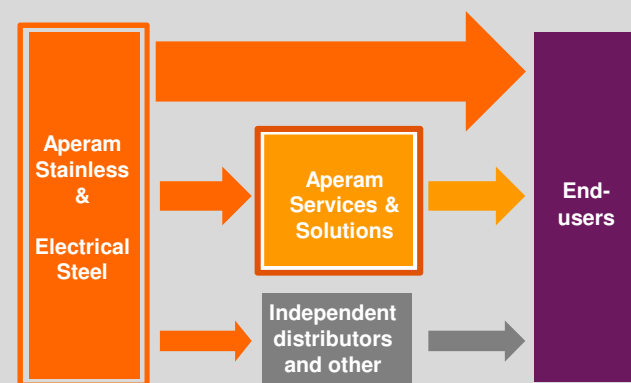 Aperam
Stainless
&
Electrical
Steel
Aperam
Services &
Solutions
Independent
distributors
and other
End-
users